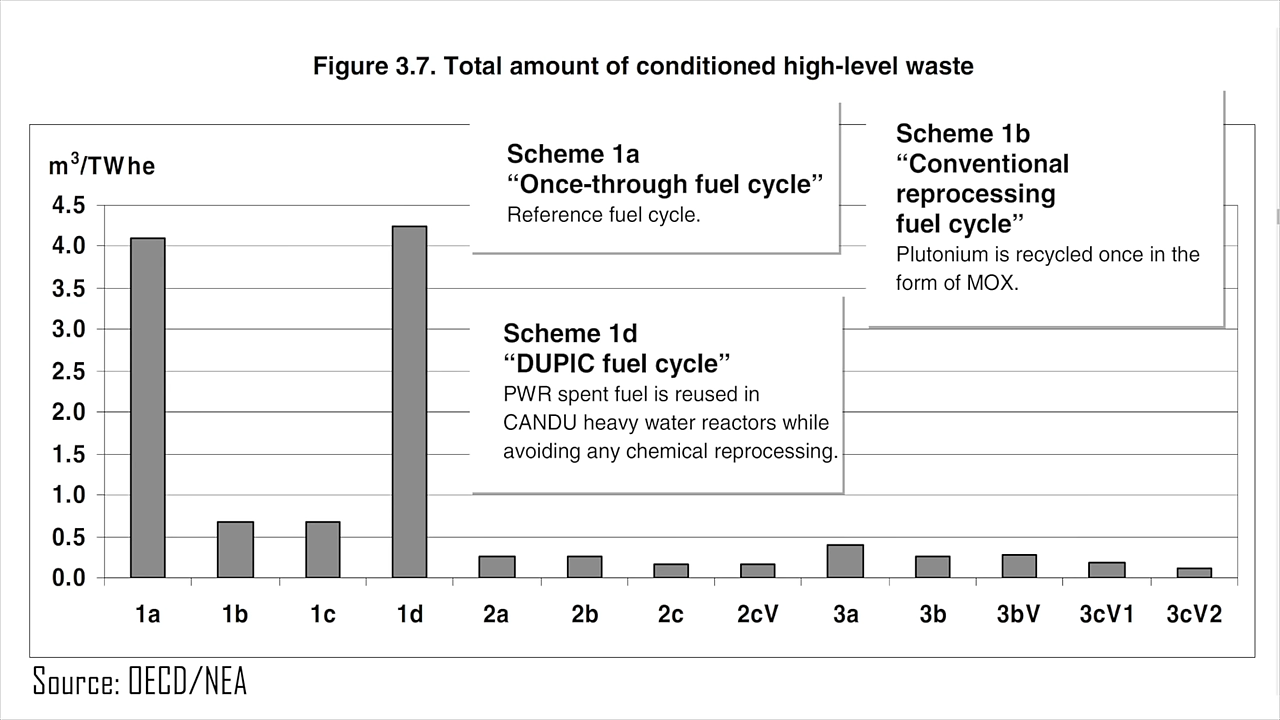 Figure 3.7. Total amount of conditioned high-level waste
m³/TWhe
4.5
4.0
3.5
3.0
2.5
2.0
1.5
1.0
0.5
0.0
Scheme 1a
“Once-through fuel cycle”
Reference fuel cycle.
Scheme 1b
“Conventional
reprocessing
fuel cycle”
Plutonium is recycled once in the
form of MOX.
Scheme 1d
“DUPIC fuel cycle”
PWR spent fuel is reused in
CANDU heavy water reactors while
avoiding any chemical reprocessing.
1a 1b 1c 1d 2a 2b 2c 2cV 3a 3b 3bV 3cV1 3cV2
Source: OECD/NEA